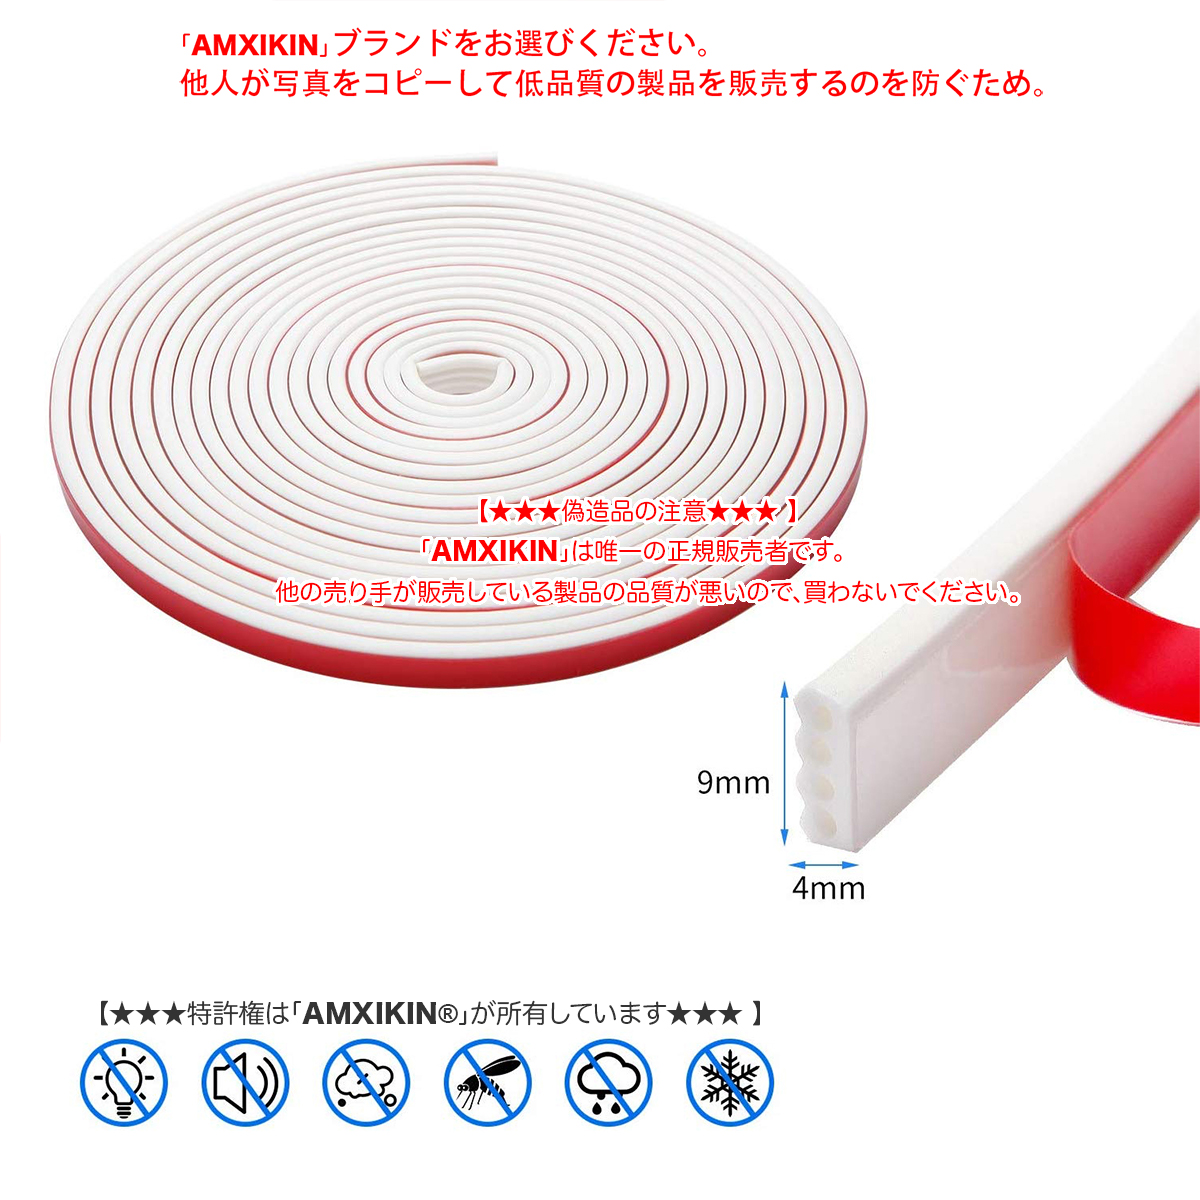 「AMXIKIN」ブランドをお選びください。
他人が写真をコピーして低品質の製品を販売するのを防ぐため。
【★★★偽造品の注意★★★ 】
「AMXIKIN」は唯一の正規販売者です。
他の売り手が販売している製品の品質が悪いので、買わないでください。
9mm
4mm
【★★★特許権は「AMXIKIN®」が所有しています★★★ 】